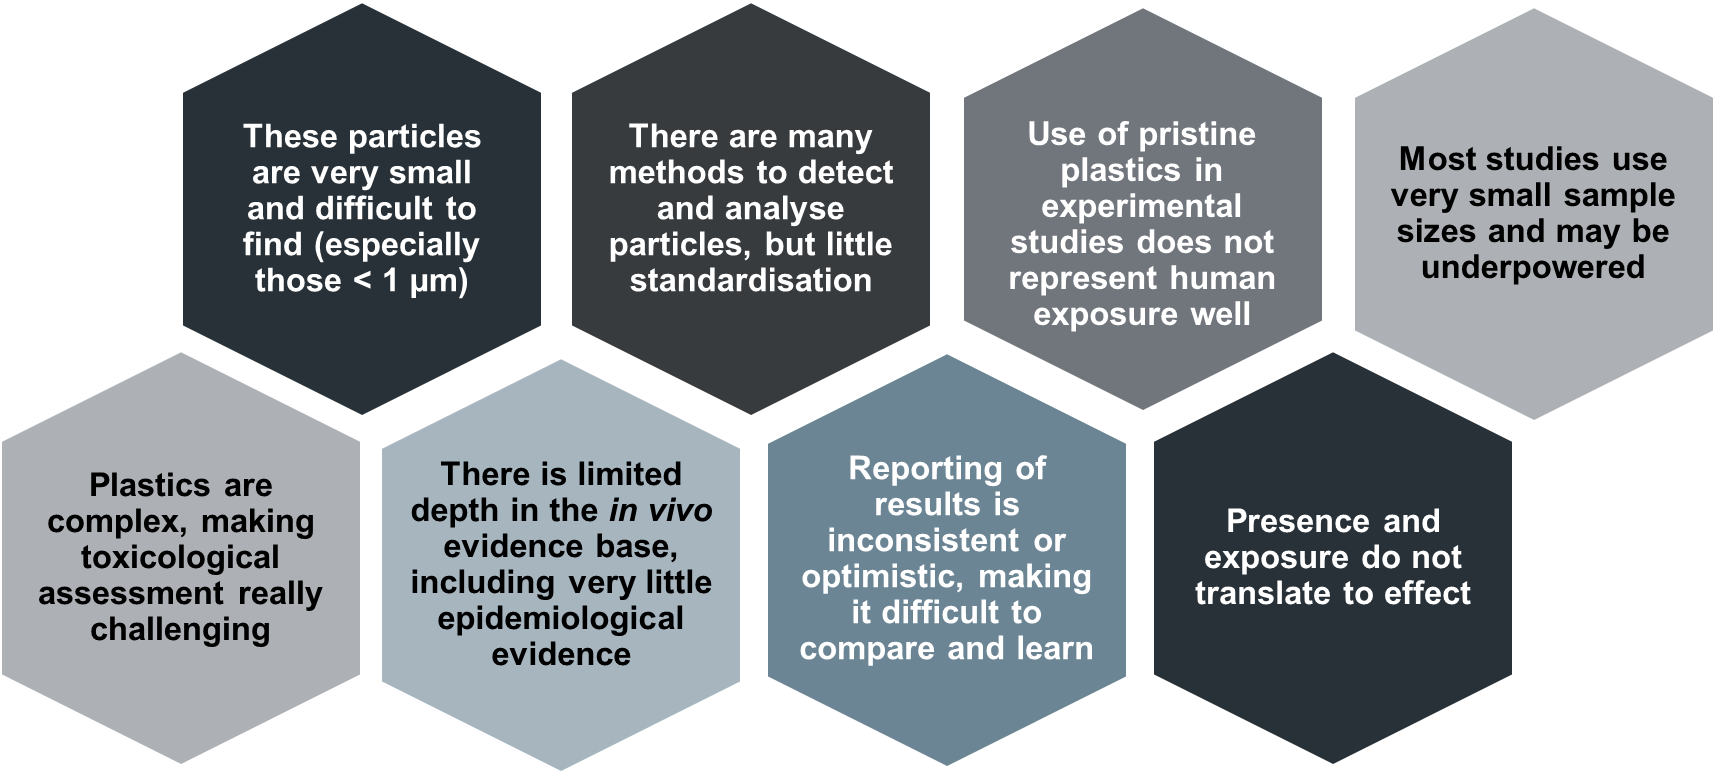 These particles
are very small
and difficult to
find (especially
those < 1 µm)
There are many
methods to detect
and analyse
particles, but little
standardisation
Use of pristine
plastics in
experimental
studies does not
represent human
exposure well
Most studies use
very small sample
sizes and may be
underpowered
Plastics are
complex, making
toxicological
assessment really
challenging
There is limited
depth in the in vivo
evidence base,
including very little
epidemiological
evidence
Reporting of
results is
inconsistent or
optimistic, making
it difficult to
compare and learn
Presence and
exposure do not
translate to effect